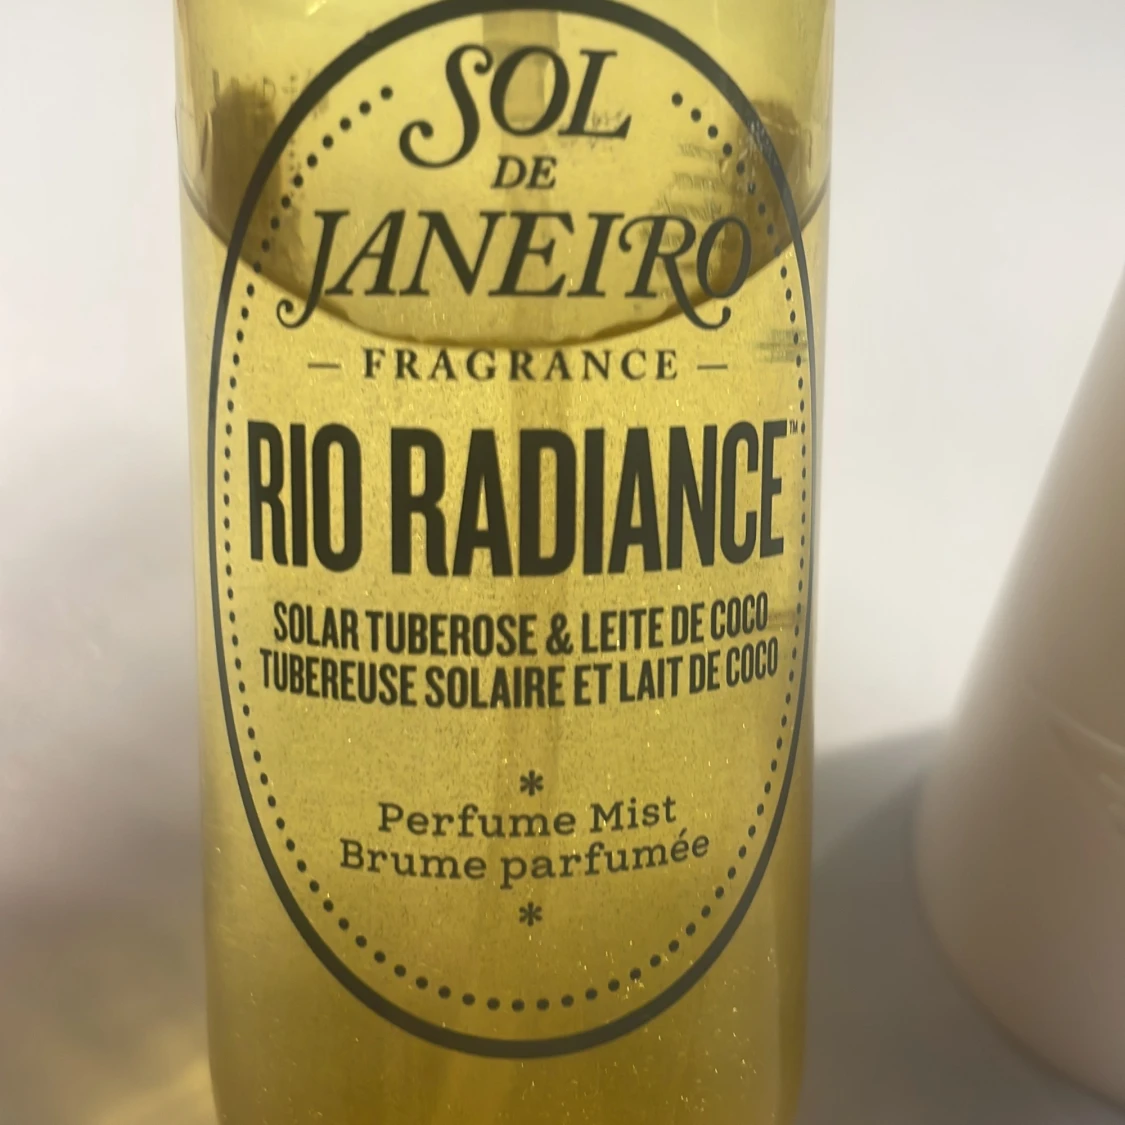 SOL
DE
JANEIRO
— FRAGRANCE —
RIO RADIANCE™
SOLAR TUBEROSE & LEITE DE COCO
TUBEREUSE SOLAIRE ET LAIT DE COCO
*
Perfume Mist
Brume parfumée
*